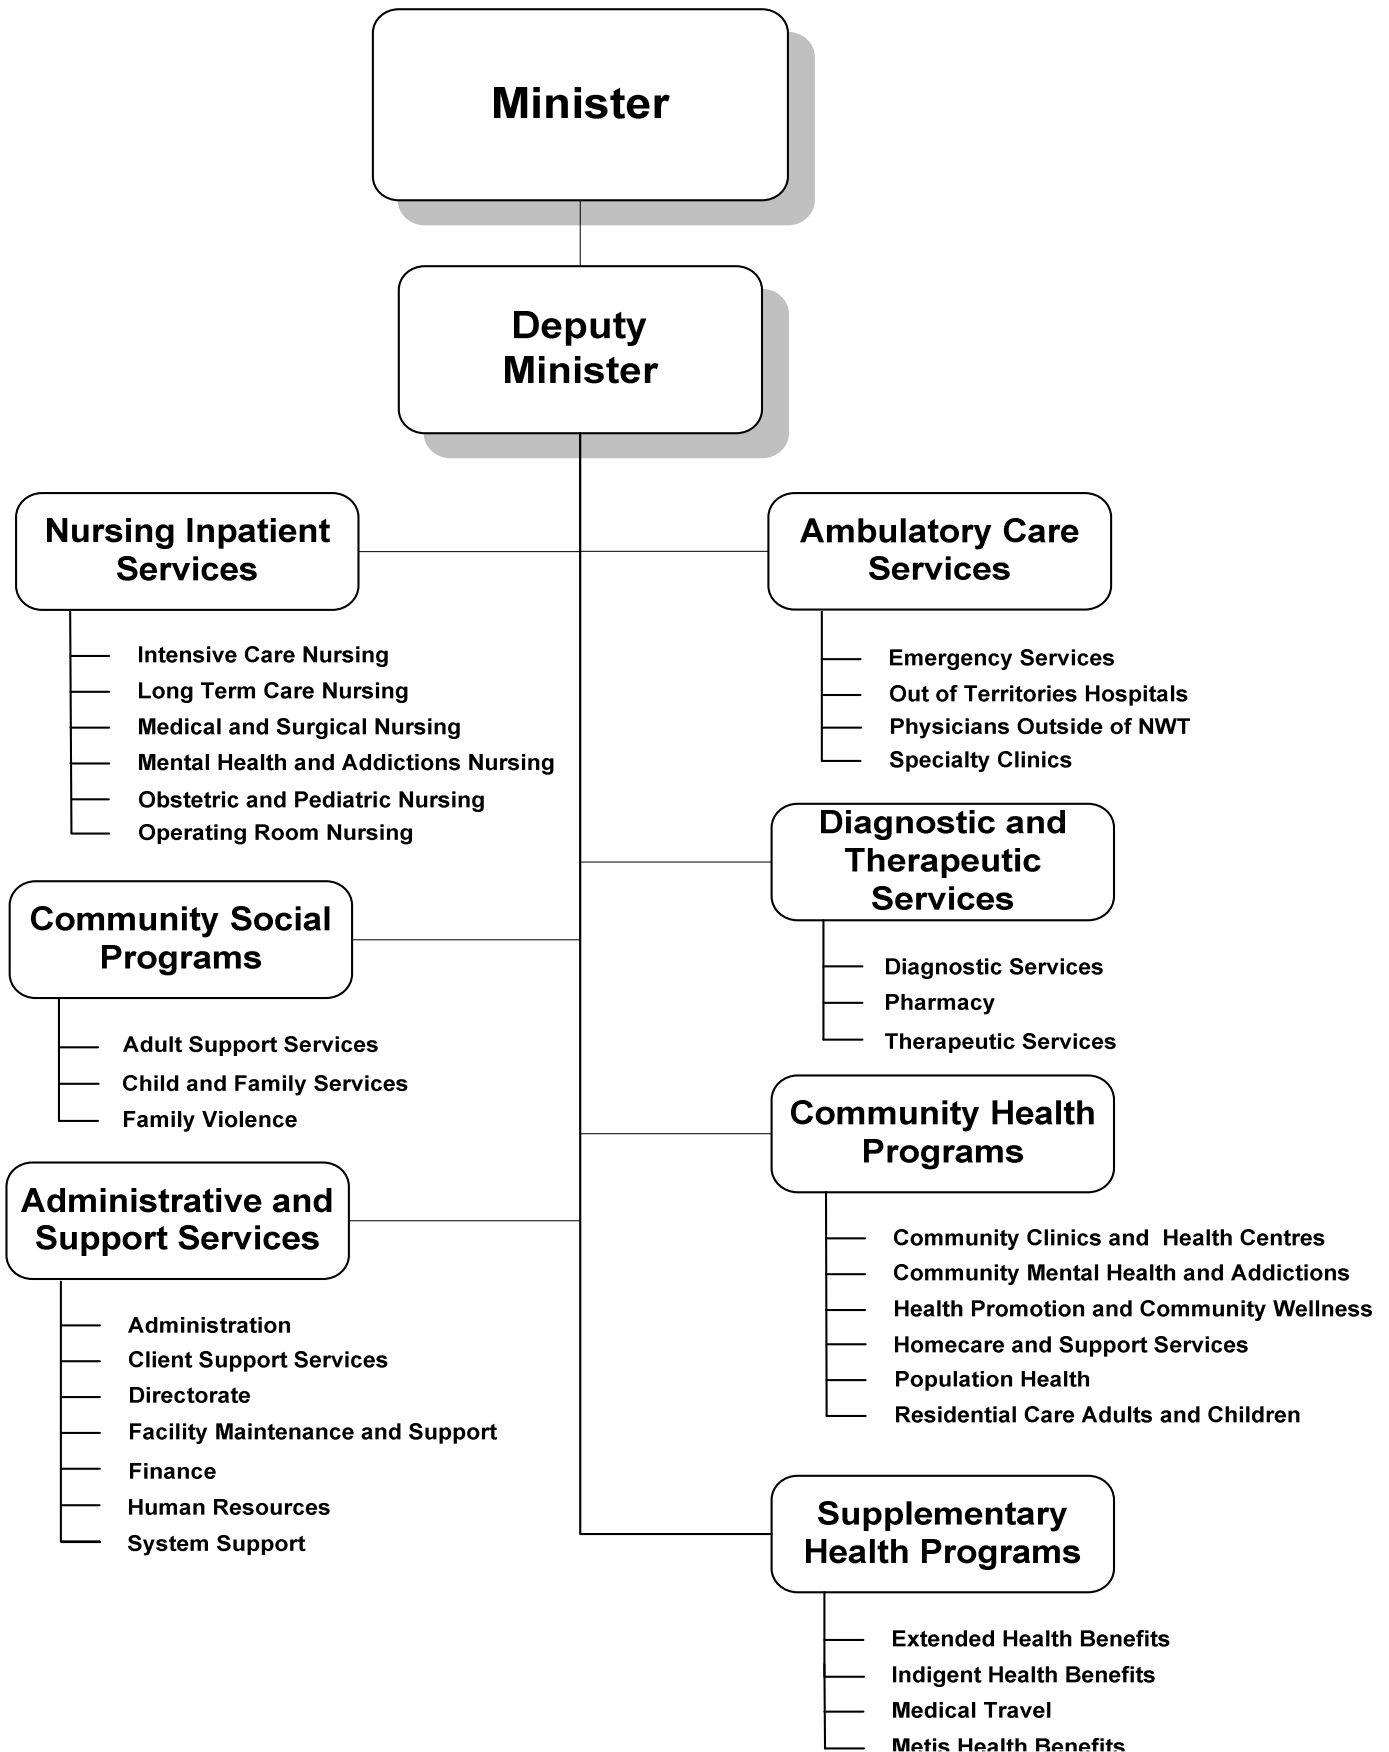 Minister
Deputy
Minister
Nursing Inpatient
Services
Intensive Care Nursing
Long Term Care Nursing
Medical and Surgical Nursing
Mental Health and Addictions Nursing
Obstetric and Pediatric Nursing
Operating Room Nursing
Community Social
Programs
Adult Support Services
Child and Family Services
Family Violence
Administrative and
Support Services
Administration
Client Support Services
Directorate
Facility Maintenance and Support
Finance
Human Resources
System Support
Ambulatory Care
Services
Emergency Services
Out of Territories Hospitals
Physicians Outside of NWT
Specialty Clinics
Diagnostic and
Therapeutic
Services
Diagnostic Services
Pharmacy
Therapeutic Services
Community Health
Programs
Community Clinics and Health Centres
Community Mental Health and Addictions
Health Promotion and Community Wellness
Homecare and Support Services
Population Health
Residential Care Adults and Children
Supplementary
Health Programs
Extended Health Benefits
Indigent Health Benefits
Medical Travel
Metis Health Benefits